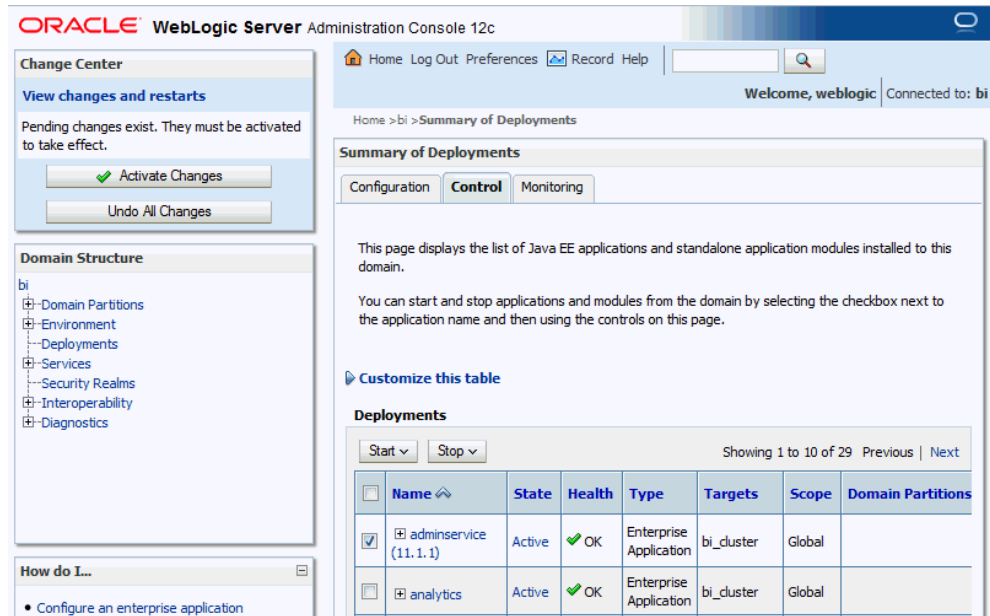 ORACLE WebLogic Server Administration Console 12c
Change Center
View changes and restarts
Pending changes exist. They must be activated
to take effect.
Activate Changes
Undo All Changes
Domain Structure
bi
Domain Partitions
Environment
Deployments
Services
Security Realms
Interoperability
Diagnostics
How do I...
• Configure an enterprise application
Home Log Out Preferences Record Help
Welcome, weblogic Connected to: bi
Home >bi >Summary of Deployments
Summary of Deployments
Configuration Control Monitoring
This page displays the list of Java EE applications and standalone application modules installed to this
domain.
You can start and stop applications and modules from the domain by selecting the checkbox next to
the application name and then using the controls on this page.
Customize this table
Deployments
Start Stop Showing 1 to 10 of 29 Previous | Next
Name State Health Type Targets Scope Domain Partitions
adminservice
(11.1.1) Active OK Enterprise
Application bi_cluster Global
analytics Active OK Enterprise
Application bi_cluster Global